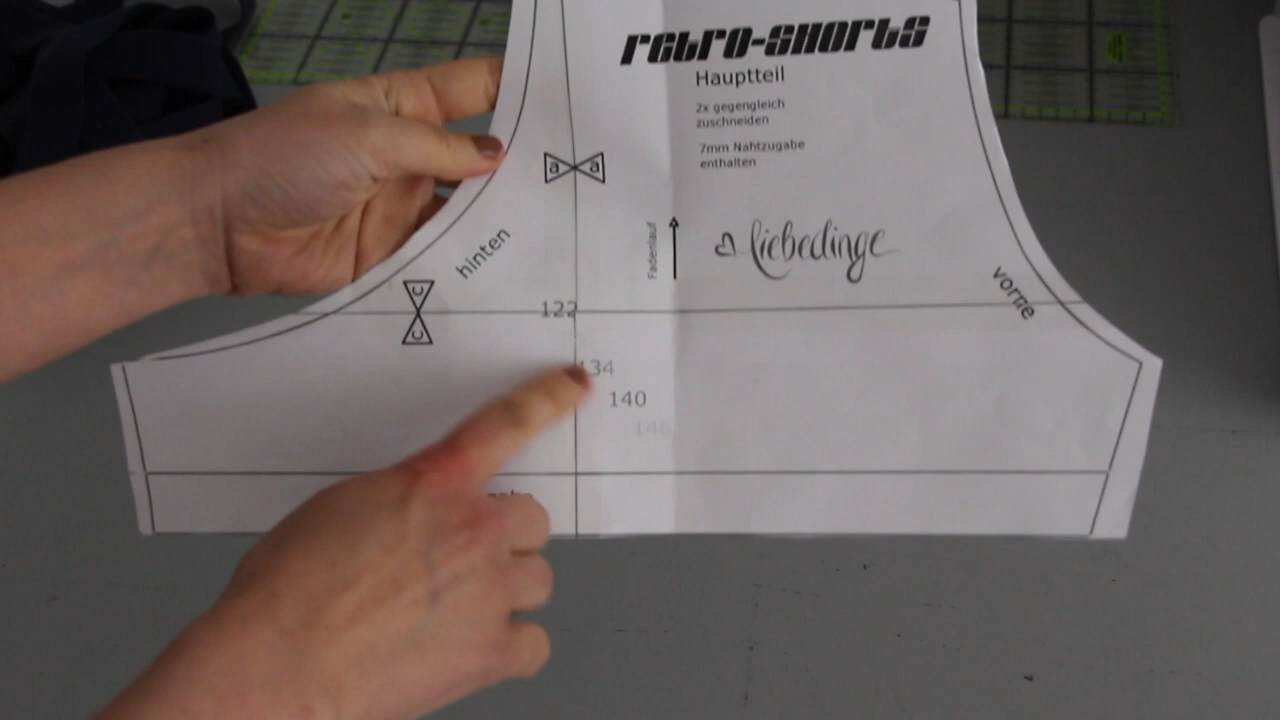 retro-shorts
Hauptteil
2x gegengleich
zuschneiden
7mm Nahtzugabe
enthalten
a a
Fadenlauf
liebedinge
hinten
vorne
c
c
122
134
140
146